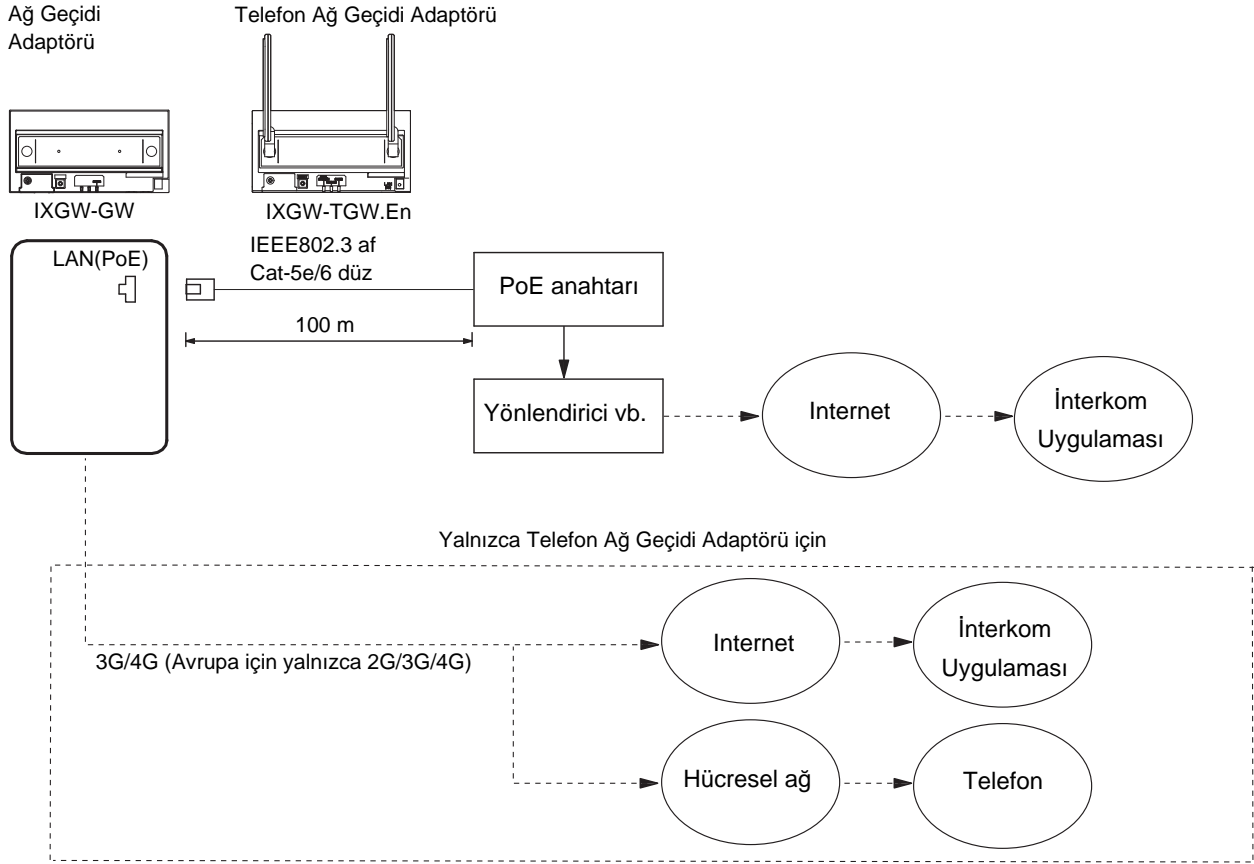 Ağ Geçidi
Adaptörü
Telefon Ağ Geçidi Adaptörü
IXGW-GW
IXGW-TGW.En
LAN(PoE)
IEEE802.3 af
Cat-5e/6 düz
100 m
PoE anahtarı
Yönlendirici vb.
Internet
İnterkom
Uygulaması
Yalnızca Telefon Ağ Geçidi Adaptörü için
3G/4G (Avrupa için yalnızca 2G/3G/4G)
Internet
İnterkom
Uygulaması
Hücresel ağ
Telefon